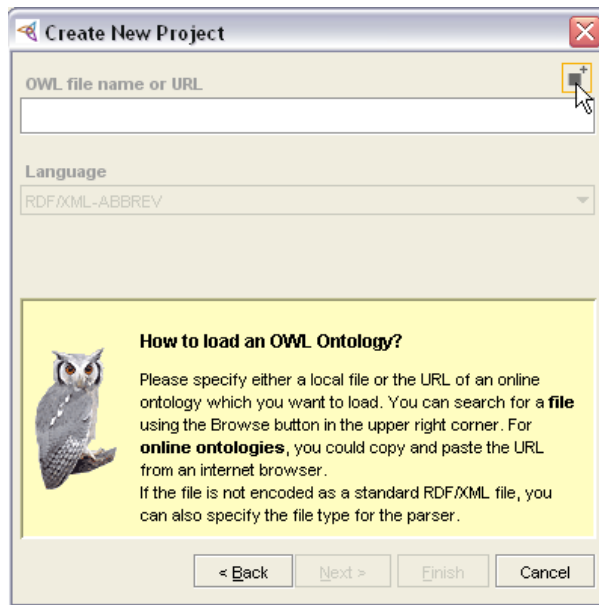 Create New Project
OWL file name or URL
Language
RDF/XML-ABBREV
How to load an OWL Ontology?
Please specify either a local file or the URL of an online
ontology which you want to load. You can search for a file
using the Browse button in the upper right corner. For
online ontologies, you could copy and paste the URL
from an internet browser.
If the file is not encoded as a standard RDF/XML file, you
can also specify the file type for the parser.
< Back
Next >
Finish
Cancel